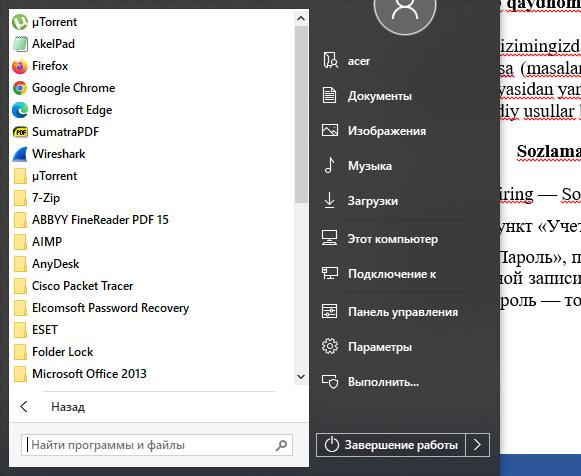 µTorrent
AkelPad
Firefox
Google Chrome
Microsoft Edge
SumatraPDF
Wireshark
µTorrent
7-Zip
ABBYY FineReader PDF 15
AIMP
AnyDesk
Cisco Packet Tracer
Elcomsoft Password Recovery
ESET
Folder Lock
Microsoft Office 2013
Назад
Найти программы и файлы
acer
Документы
Изображения
Музыка
Загрузки
Этот компьютер
Подключение к
Панель управления
Параметры
Выполнить...
Завершение работы
qaydnom
izimingizd
sa (masalar
yasidan yar
diy usullar
Sozlama
iring — So
ункт «Учет
Пароль», п
ной записи
роль — то